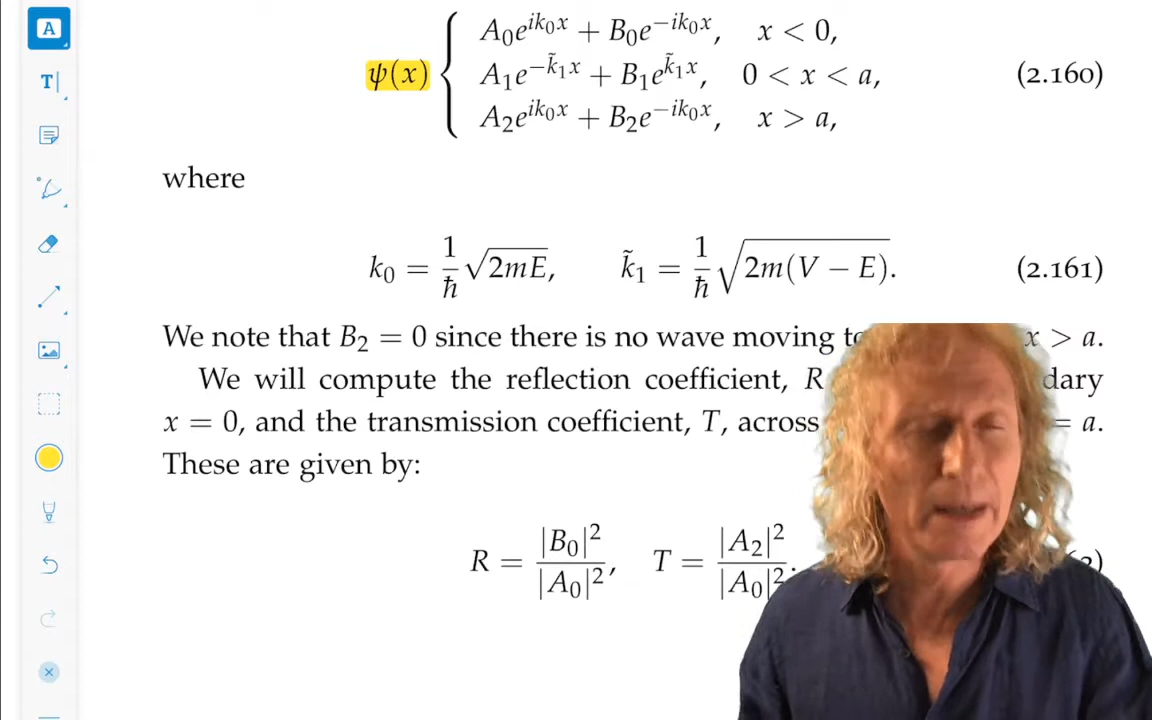 A
T
ψ(x) { A₀e^{ik₀x} + B₀e^{-ik₀x}, x < 0,
A₁e^{-k̃₁x} + B₁e^{k̃₁x}, 0 < x < a, (2.160)
A₂e^{ik₀x} + B₂e^{-ik₀x}, x > a,
where
k₀ = 1/ħ √2mE, k̃₁ = 1/ħ √2m(V − E). (2.161)
We note that B₂ = 0 since there is no wave moving x > a.
We will compute the reflection coefficient, R
x = 0, and the transmission coefficient, T, across = a.
These are given by:
R = |B₀|²/|A₀|², T = |A₂|²/|A₀|².